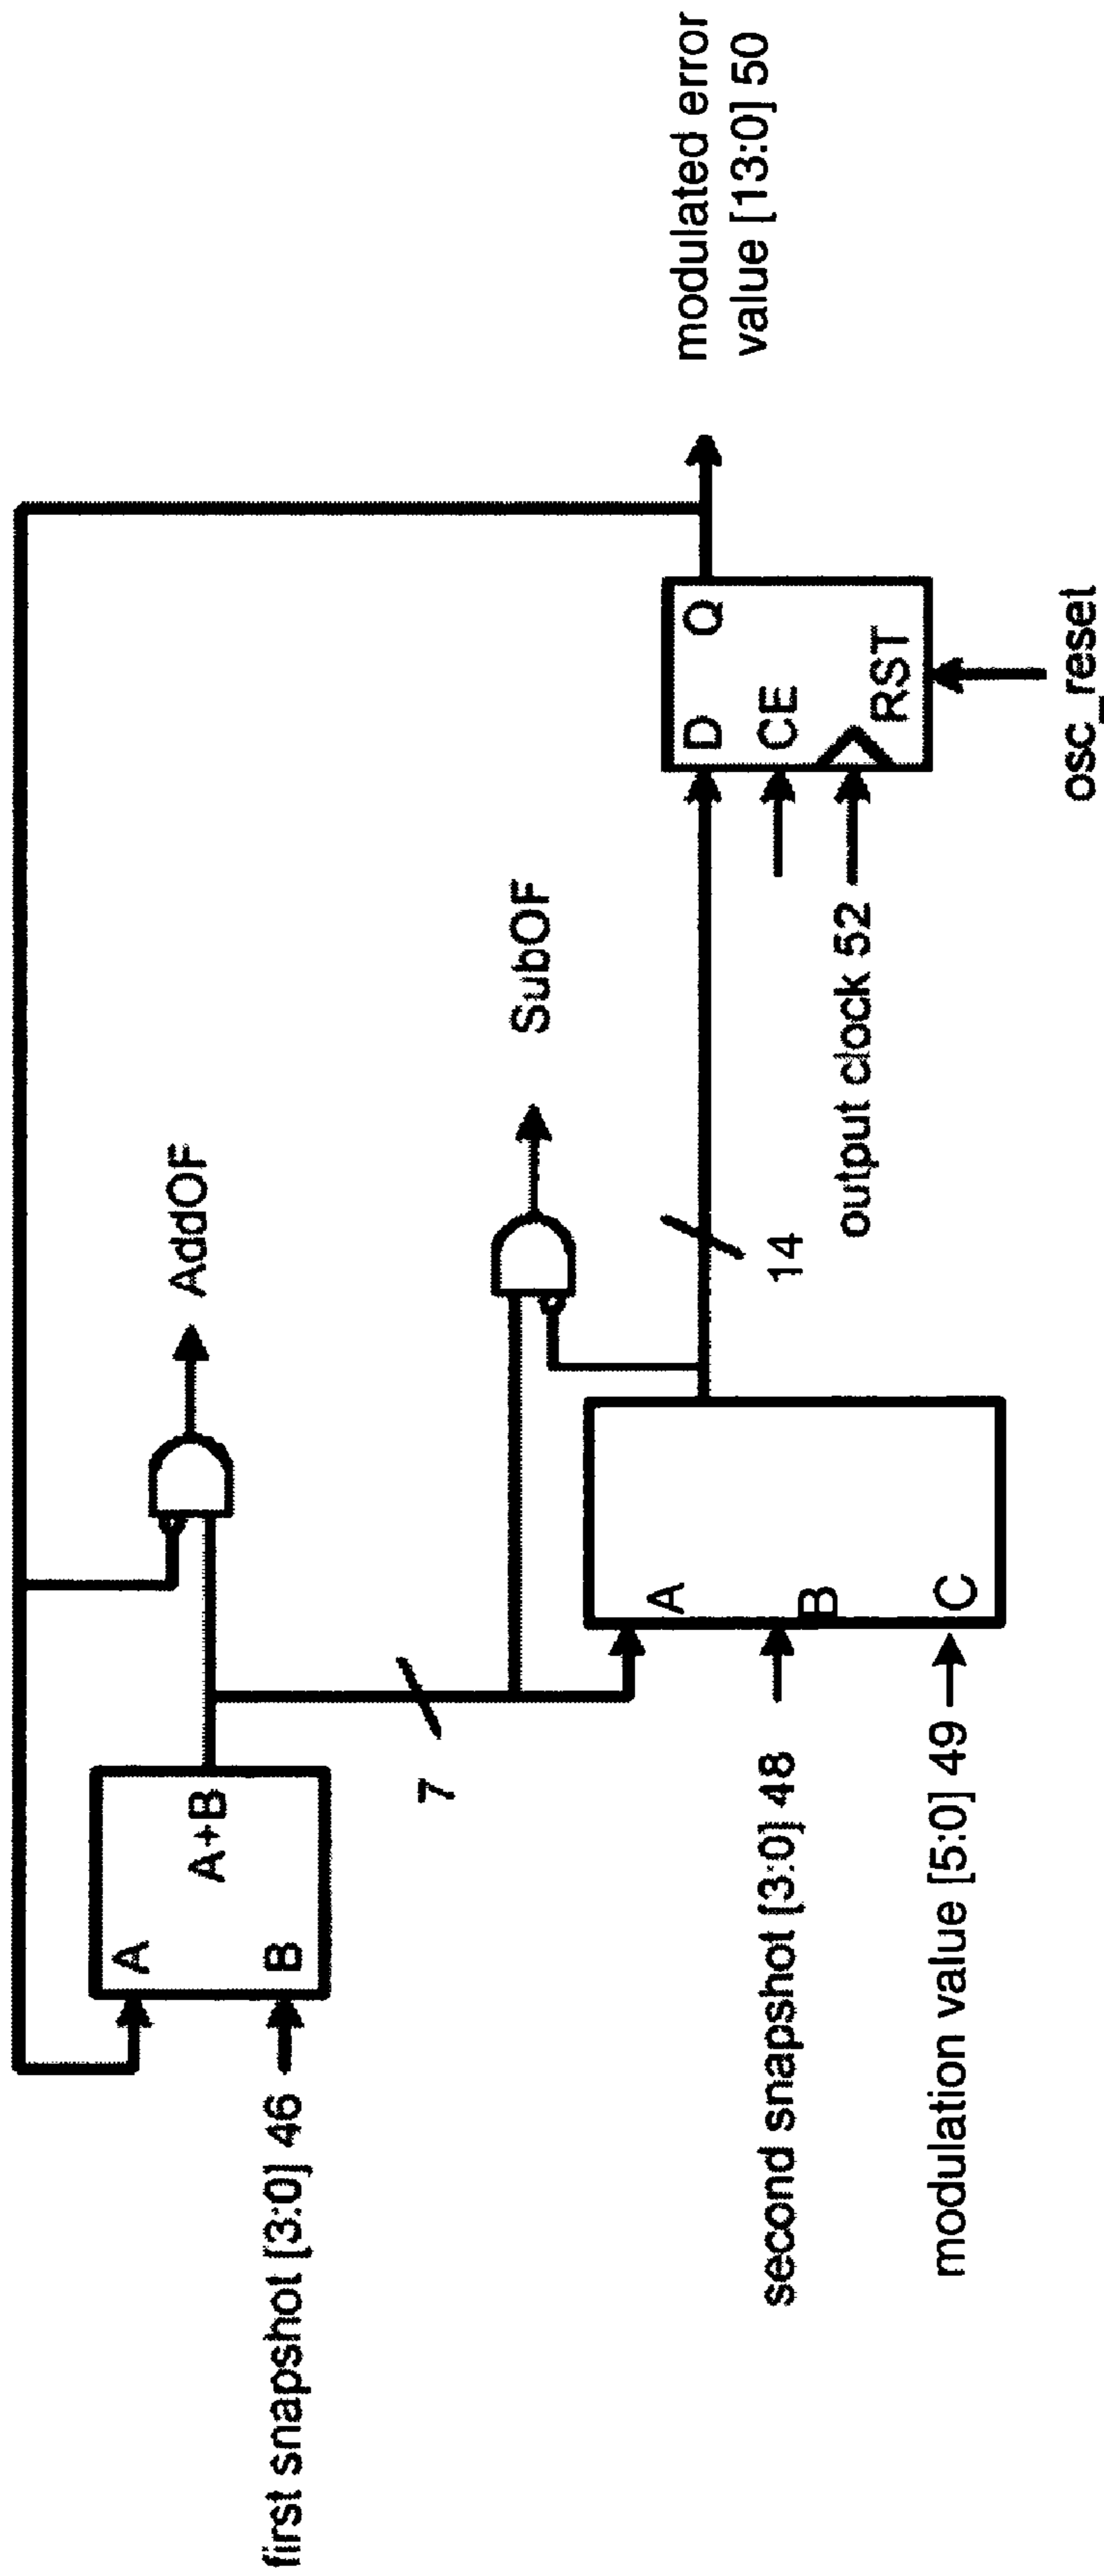 first snapshot [3:0] 46
A
B
A+B
AddOF
7
SubOF
second snapshot [3:0] 48
modulation value [5:0] 49
A
B
C
14
output clock 52
D
Q
CE
RST
osc_reset
modulated error
value [13:0] 50